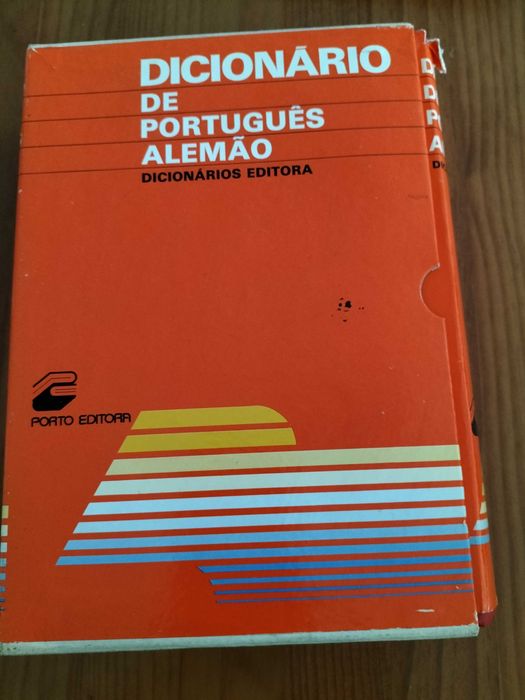 DICIONÁRIO
DE
PORTUGUÊS
ALEMÃO
DICIONÁRIOS EDITORA
PORTO EDITORA